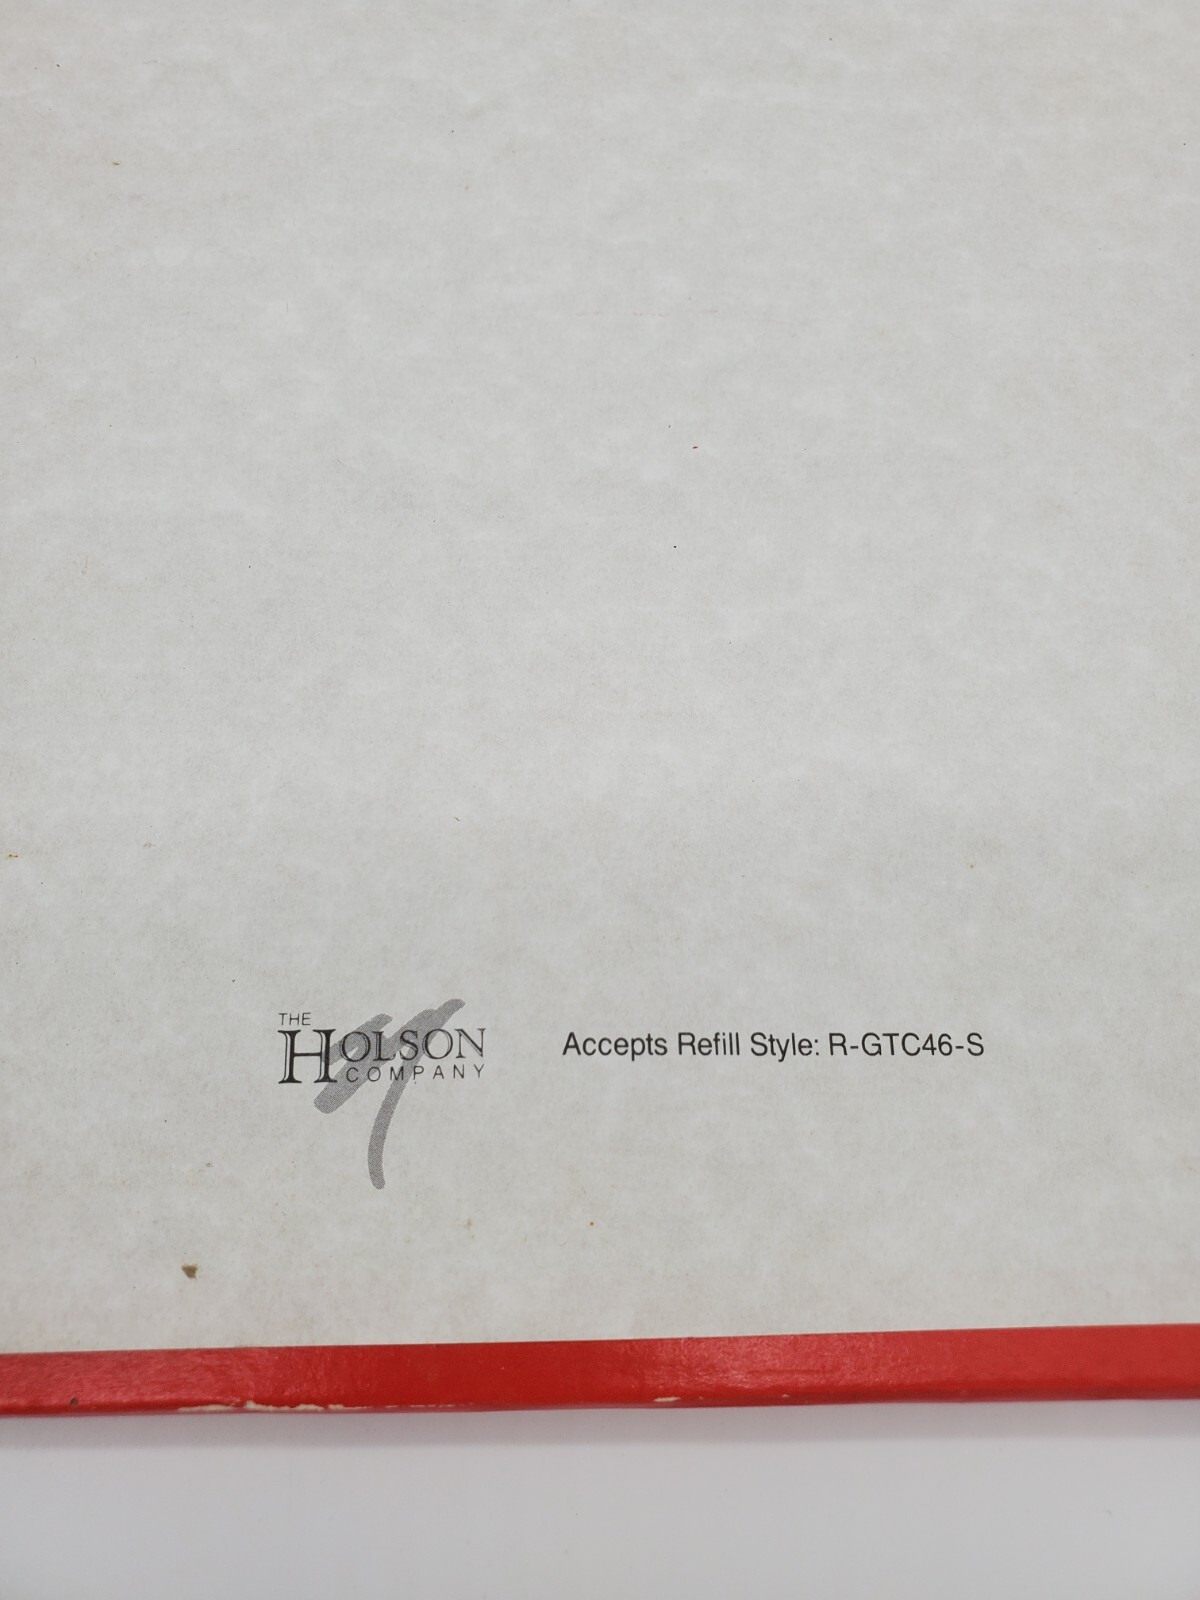 THE
HOLSON
COMPANY
Accepts Refill Style: R-GTC46-S